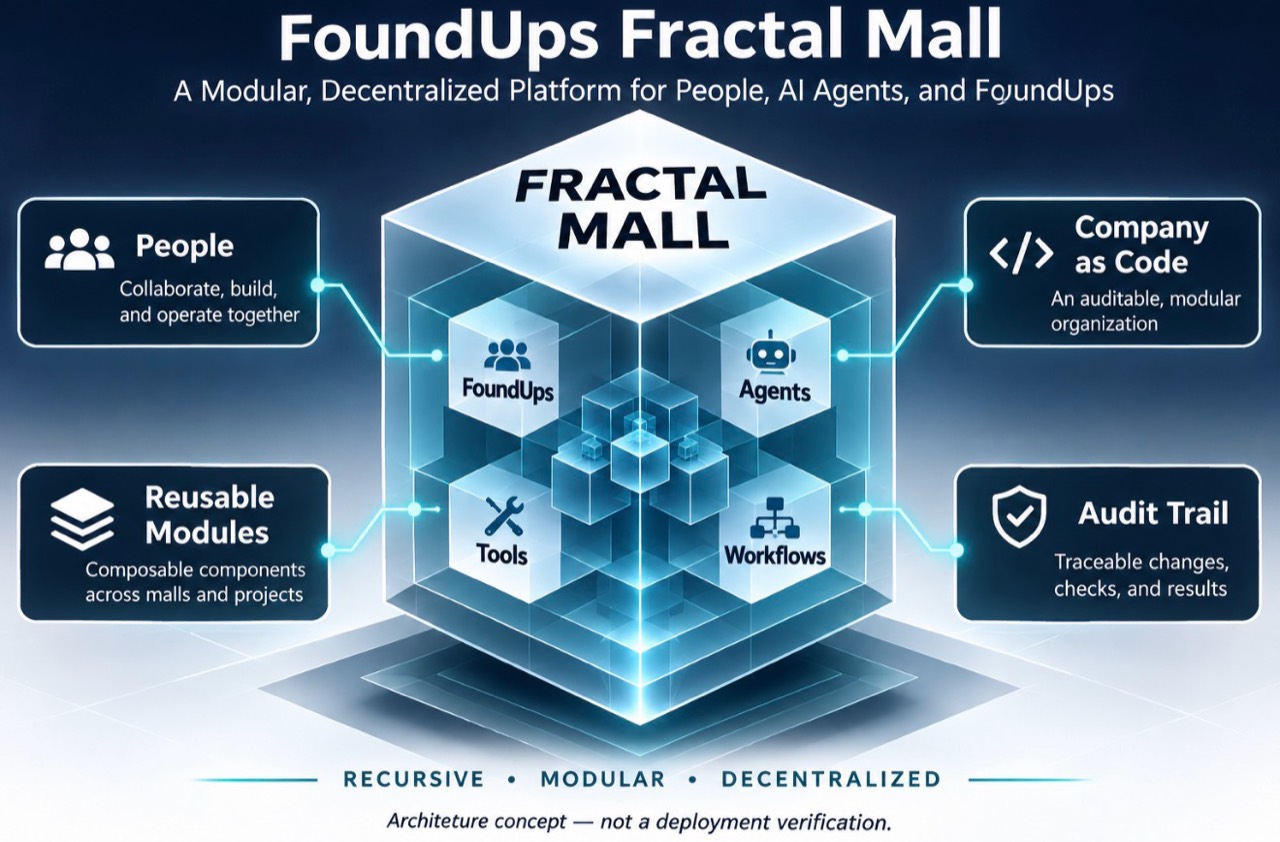 FoundUps Fractal Mall
A Modular, Decentralized Platform for People, AI Agents, and FoundUps
FRACTAL
MALL
People
Collaborate, build,
and operate together
Company
as Code
An auditable, modular
organization
FoundUps
Agents
Reusable
Modules
Composable components
across malls and projects
Tools
Workflows
Audit Trail
Traceable changes,
checks, and results
RECURSIVE • MODULAR • DECENTRALIZED
Architeture concept — not a deployment verification.